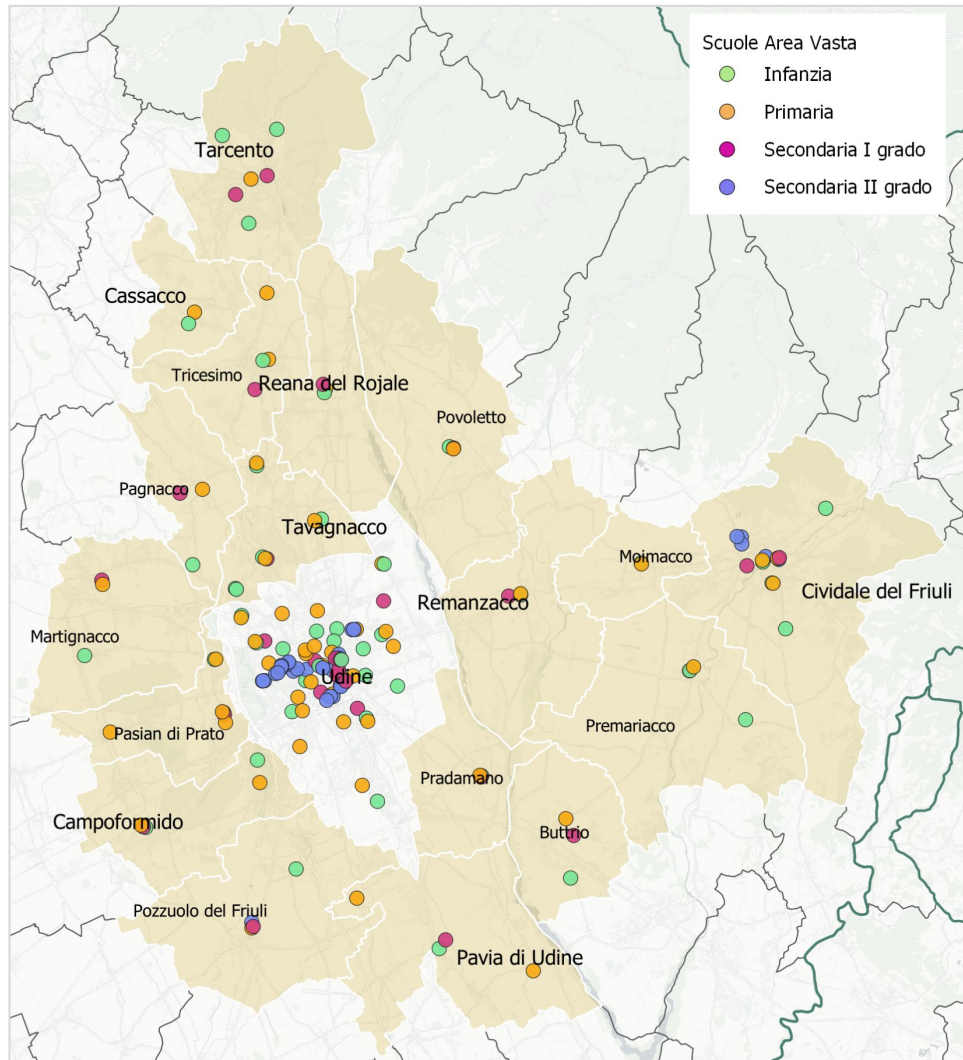 Scuole Area Vasta
Infanzia
Primaria
Secondaria I grado
Secondaria II grado
Tarcento
Cassacco
Tricesimo
Reana del Rojale
Povoletto
Pagnacco
Tavagnacco
Moimacco
Cividale del Friuli
Remanzacco
Martignacco
Udine
Premariacco
Pasian di Prato
Pradamano
Campoformido
Buttrio
Pozzuolo del Friuli
Pavia di Udine